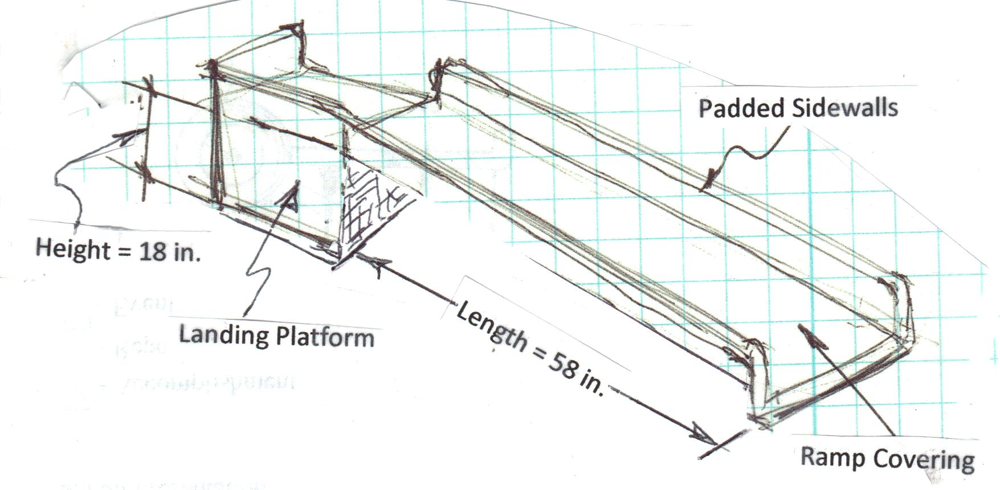 Padded Sidewalls
Height = 18 in.
Landing Platform
Length = 58 in.
Ramp Covering